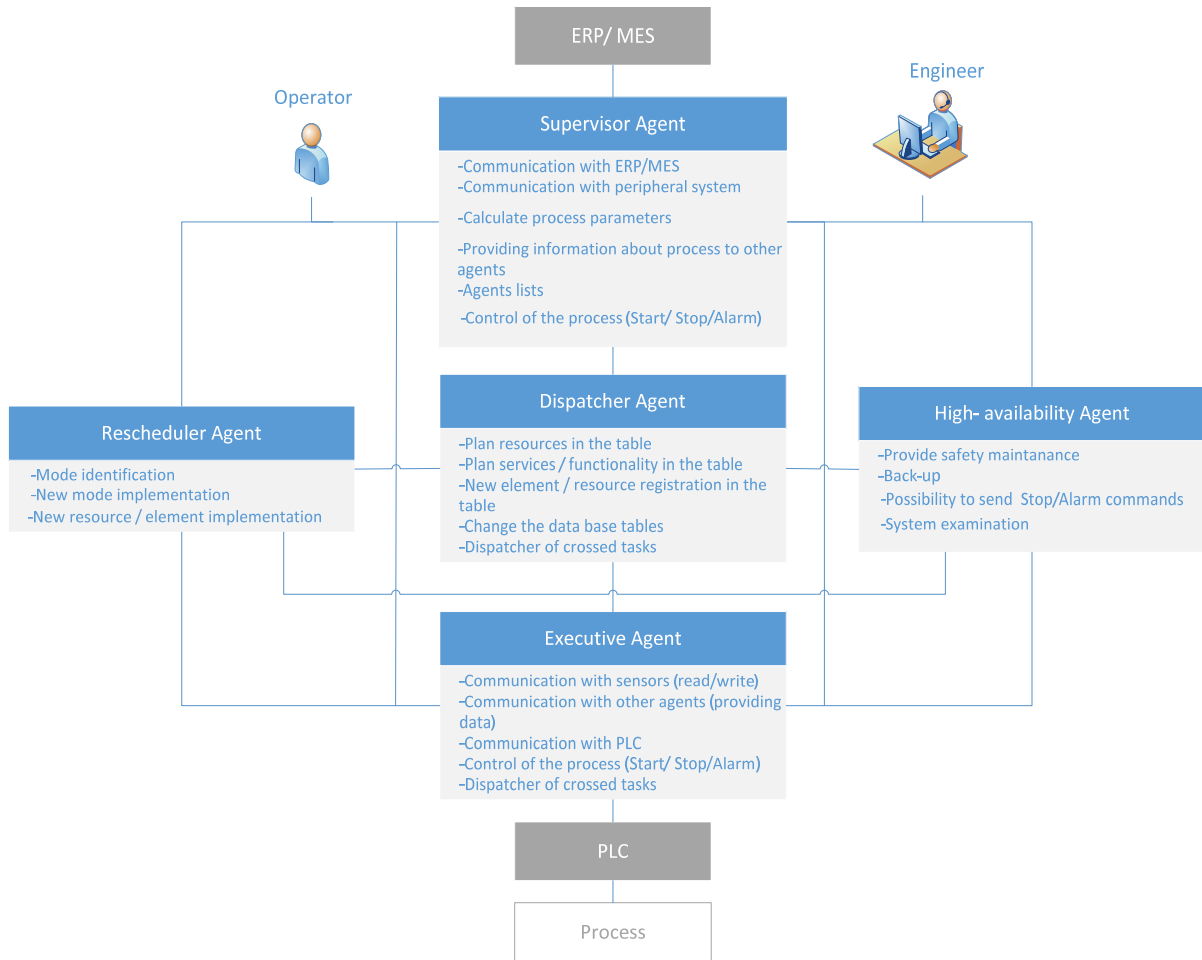 ERP/ MES
Engineer
Operator
Supervisor Agent
-Communication with ERP/MES
-Communication with peripheral system
-Calculate process parameters
-Providing information about process to other
agents
-Agents lists
-Control of the process (Start/ Stop/Alarm)
Dispatcher Agent
-Plan resources in the table
-Plan services / functionality in the table
-New element / resource registration in the
table
-Change the data base tables
-Dispatcher of crossed tasks
Rescheduler Agent
-Mode identification
-New mode implementation
-New resource / element implementation
High- availability Agent
-Provide safety maintanance
-Back-up
-Possibility to send Stop/Alarm commands
-System examination
Executive Agent
-Communication with sensors (read/write)
-Communication with other agents (providing
data)
-Communication with PLC
-Control of the process (Start/ Stop/Alarm)
-Dispatcher of crossed tasks
PLC
Process